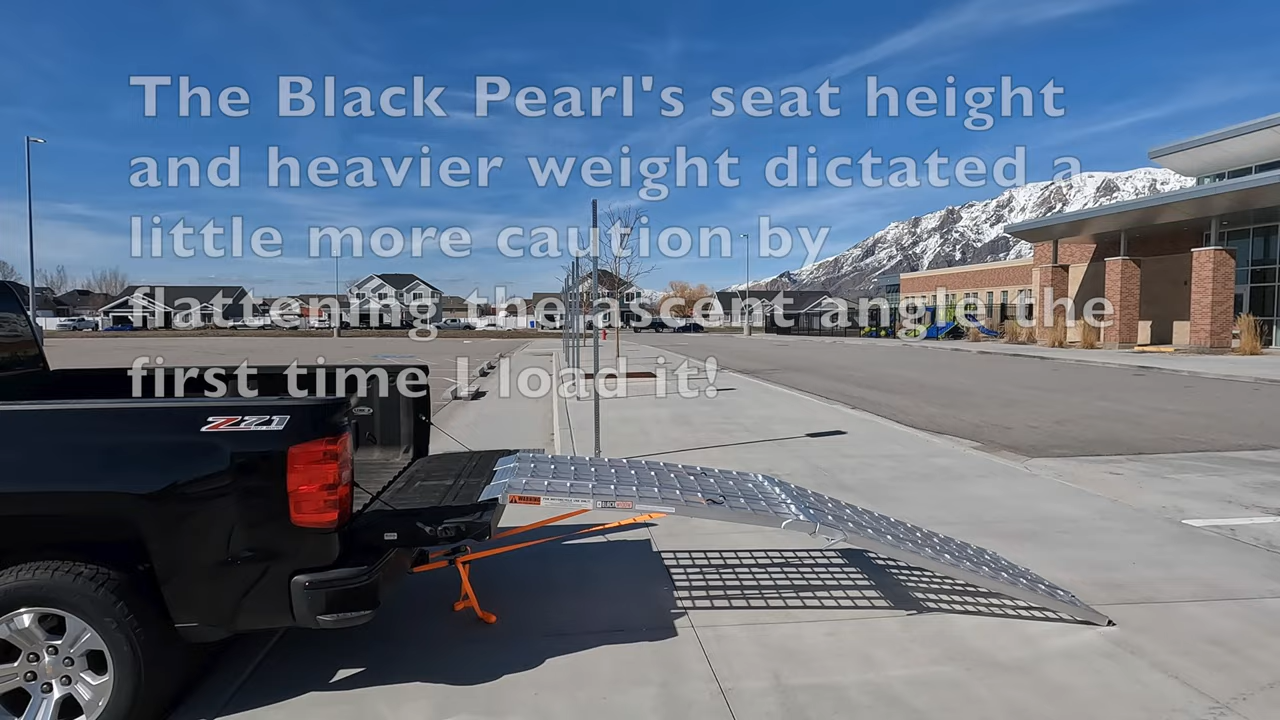 The Black Pearl's seat height
and heavier weight dictated a
little more caution by
flattening the ascent angle the
first time I load it!
Z71
WARNING